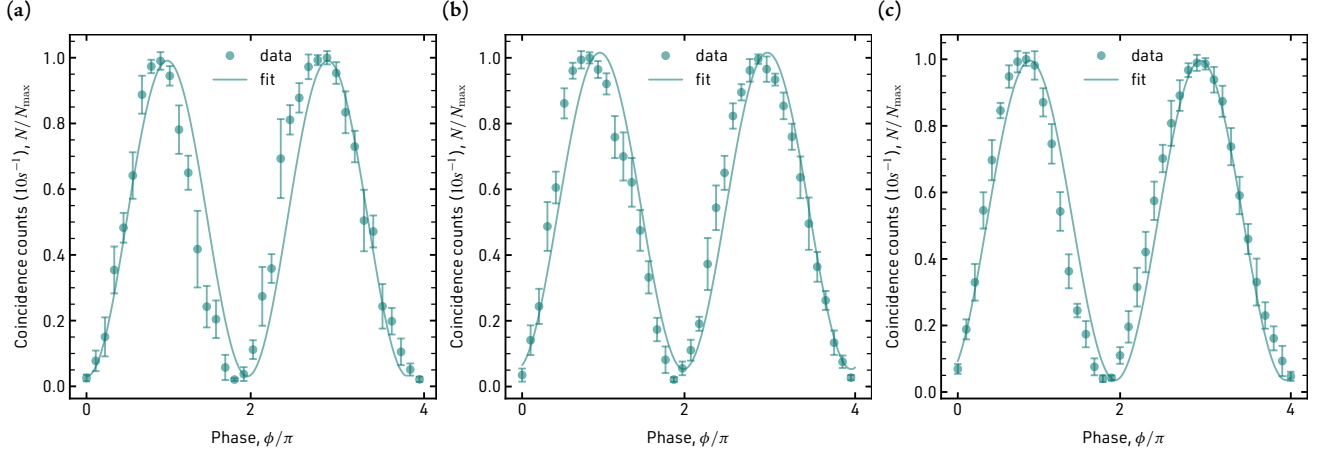 (a)
Coincidence counts (10s⁻¹), N/N_max
1.0
0.8
0.6
0.4
0.2
0.0
data
fit
0
2
4
Phase, ϕ/π
(b)
Coincidence counts (10s⁻¹), N/N_max
1.0
0.8
0.6
0.4
0.2
0.0
data
fit
0
2
4
Phase, ϕ/π
(c)
Coincidence counts (10s⁻¹), N/N_max
1.0
0.8
0.6
0.4
0.2
0.0
data
fit
0
2
4
Phase, ϕ/π